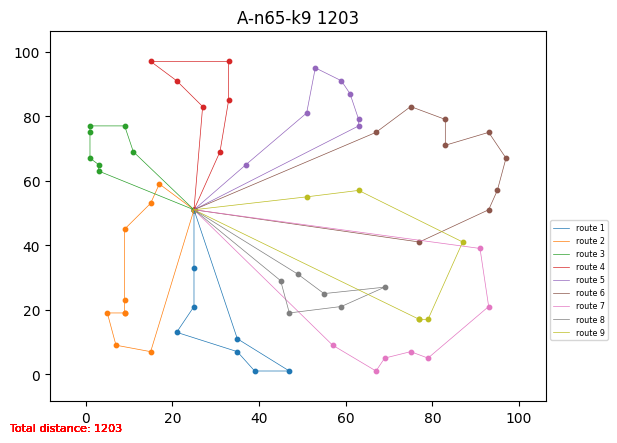 A-n65-k9 1203
100
80
60
40
20
0
0 20 40 60 80 100
route 1
route 2
route 3
route 4
route 5
route 6
route 7
route 8
route 9
Total distance: 1203